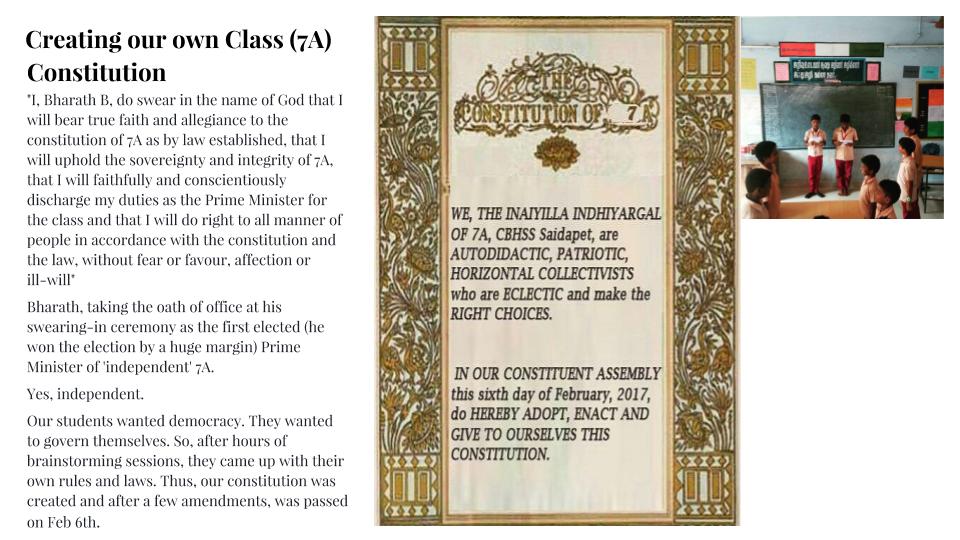 Creating our own Class (7A)
Constitution
"I, Bharath B, do swear in the name of God that I
will bear true faith and allegiance to the
constitution of 7A as by law established, that I
will uphold the sovereignty and integrity of 7A,
that I will faithfully and conscientiously
discharge my duties as the Prime Minister for
the class and that I will do right to all manner of
people in accordance with the constitution and
the law, without fear or favour, affection or
ill-will"
Bharath, taking the oath of office at his
swearing-in ceremony as the first elected (he
won the election by a huge margin) Prime
Minister of 'independent' 7A.
Yes, independent.
Our students wanted democracy. They wanted
to govern themselves. So, after hours of
brainstorming sessions, they came up with their
own rules and laws. Thus, our constitution was
created and after a few amendments, was passed
on Feb 6th.
THE
CONSTITUTION OF 7 A
WE, THE INAIYILLA INDHIYARGAL
OF 7A, CBHSS Saidapet, are
AUTODIDACTIC, PATRIOTIC,
HORIZONTAL COLLECTIVISTS
who are ECLECTIC and make the
RIGHT CHOICES.
IN OUR CONSTITUENT ASSEMBLY
this sixth day of February, 2017,
do HEREBY ADOPT, ENACT AND
GIVE TO OURSELVES THIS
CONSTITUTION.